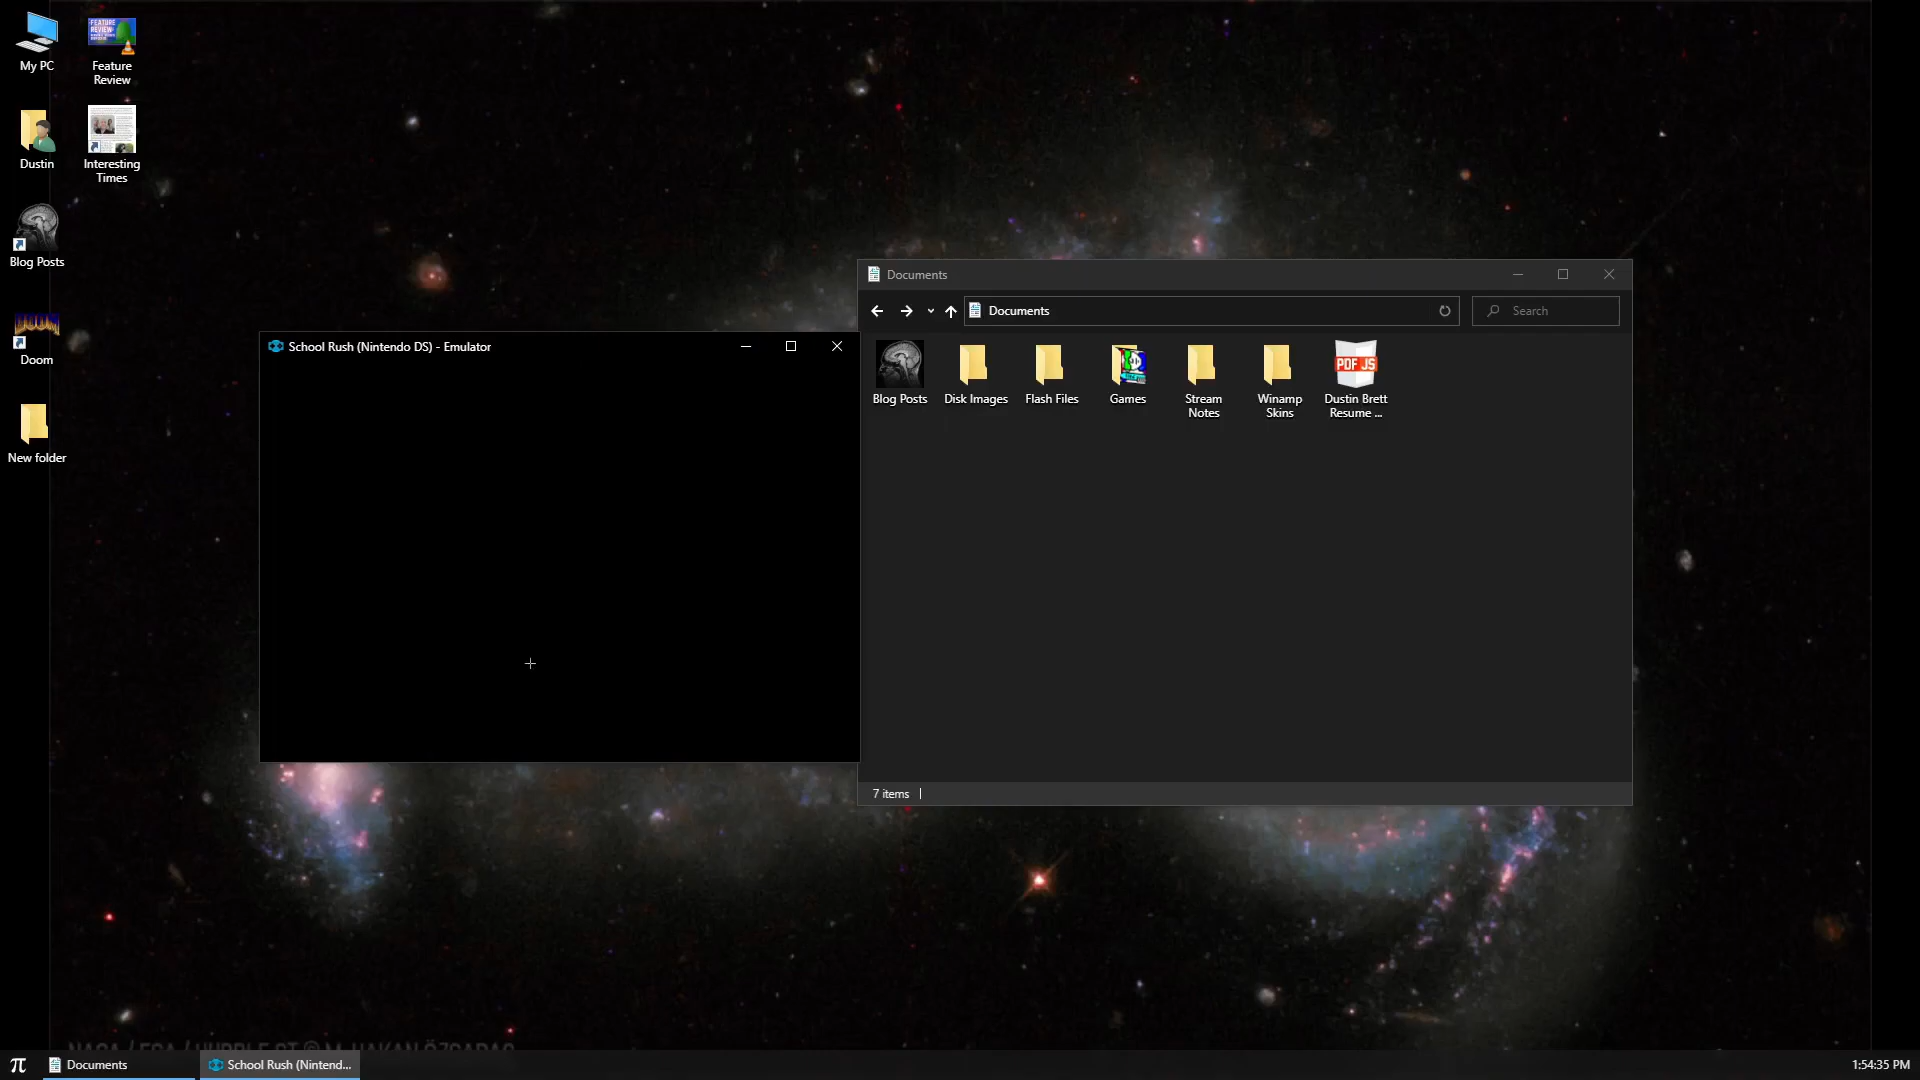 My PC
FEATURE
REVIEW
Feature
Review
Dustin
Interesting
Times
Blog Posts
Doom
New folder
School Rush (Nintendo DS) - Emulator
Documents
Documents
Search
Blog Posts
Disk Images
Flash Files
Games
Stream
Notes
Winamp
Skins
PDF JS
Dustin Brett
Resume ...
7 items
π
Documents
School Rush (Nintend...
1:54:35 PM